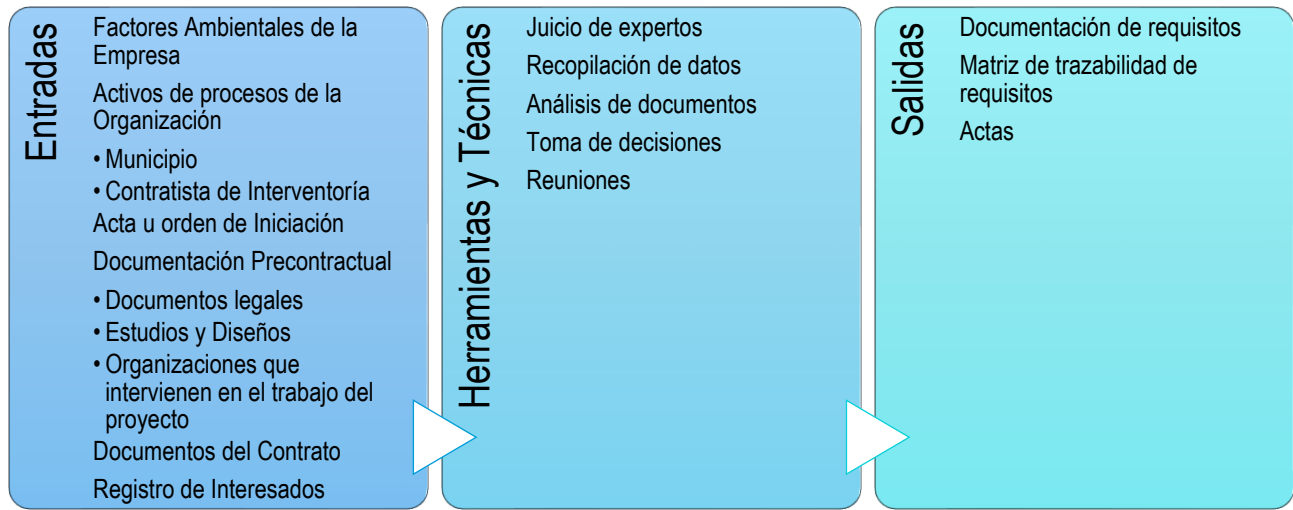 Entradas
Factores Ambientales de la
Empresa
Activos de procesos de la
Organización
• Municipio
• Contratista de Interventoría
Acta u orden de Iniciación
Documentación Precontractual
• Documentos legales
• Estudios y Diseños
• Organizaciones que
intervienen en el trabajo del
proyecto
Documentos del Contrato
Registro de Interesados
Herramientas y Técnicas
Juicio de expertos
Recopilación de datos
Análisis de documentos
Toma de decisiones
Reuniones
Salidas
Documentación de requisitos
Matriz de trazabilidad de
requisitos
Actas